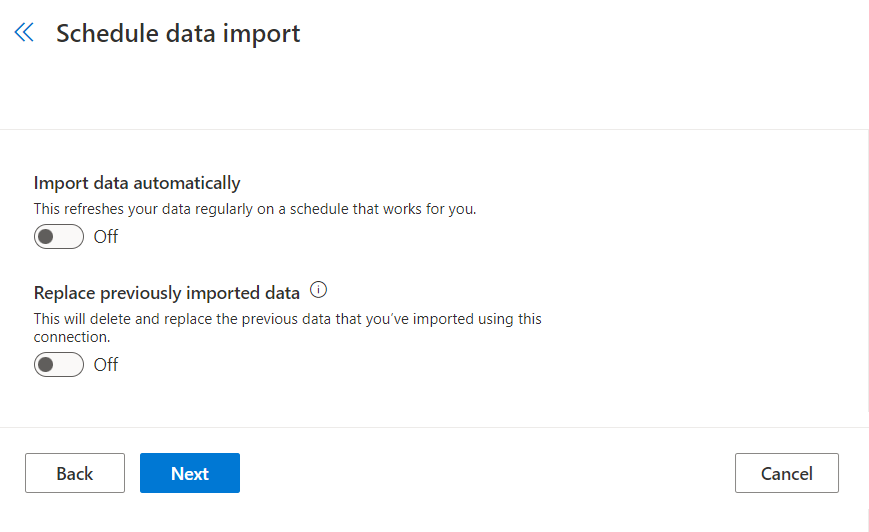 Schedule data import
Import data automatically
This refreshes your data regularly on a schedule that works for you.
Off
Replace previously imported data
This will delete and replace the previous data that you’ve imported using this
connection.
Off
Back
Next
Cancel